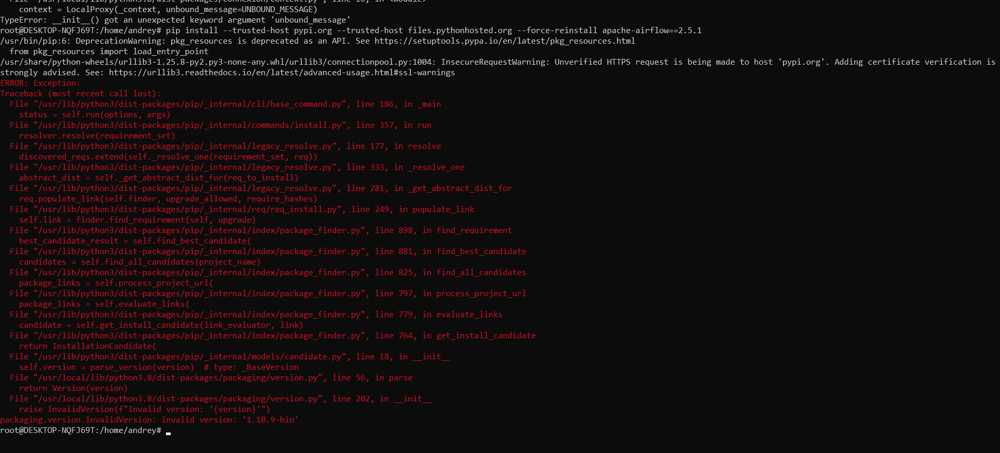 File "/usr/local/lib/python3.8/dist-packages/connexion/context.py", line 16, in <module>
    context = LocalProxy(_context, unbound_message=UNBOUND_MESSAGE)
TypeError: __init__() got an unexpected keyword argument 'unbound_message'
root@DESKTOP-NQFJ69T:/home/andrey# pip install --trusted-host pypi.org --trusted-host files.pythonhosted.org --force-reinstall apache-airflow==2.5.1
/usr/bin/pip:6: DeprecationWarning: pkg_resources is deprecated as an API. See https://setuptools.pypa.io/en/latest/pkg_resources.html
  from pkg_resources import load_entry_point
/usr/share/python-wheels/urllib3-1.25.8-py2.py3-none-any.whl/urllib3/connectionpool.py:1004: InsecureRequestWarning: Unverified HTTPS request is being made to host 'pypi.org'. Adding certificate verification is
strongly advised. See: https://urllib3.readthedocs.io/en/latest/advanced-usage.html#ssl-warnings
ERROR: Exception:
Traceback (most recent call last):
  File "/usr/lib/python3/dist-packages/pip/_internal/cli/base_command.py", line 186, in _main
    status = self.run(options, args)
  File "/usr/lib/python3/dist-packages/pip/_internal/commands/install.py", line 357, in run
    resolver.resolve(requirement_set)
  File "/usr/lib/python3/dist-packages/pip/_internal/legacy_resolve.py", line 177, in resolve
    discovered_reqs.extend(self._resolve_one(requirement_set, req))
  File "/usr/lib/python3/dist-packages/pip/_internal/legacy_resolve.py", line 333, in _resolve_one
    abstract_dist = self._get_abstract_dist_for(req_to_install)
  File "/usr/lib/python3/dist-packages/pip/_internal/legacy_resolve.py", line 281, in _get_abstract_dist_for
    req.populate_link(self.finder, upgrade_allowed, require_hashes)
  File "/usr/lib/python3/dist-packages/pip/_internal/req/req_install.py", line 249, in populate_link
    self.link = finder.find_requirement(self, upgrade)
  File "/usr/lib/python3/dist-packages/pip/_internal/index/package_finder.py", line 898, in find_requirement
    best_candidate_result = self.find_best_candidate(
  File "/usr/lib/python3/dist-packages/pip/_internal/index/package_finder.py", line 881, in find_best_candidate
    candidates = self.find_all_candidates(project_name)
  File "/usr/lib/python3/dist-packages/pip/_internal/index/package_finder.py", line 825, in find_all_candidates
    package_links = self.process_project_url(
  File "/usr/lib/python3/dist-packages/pip/_internal/index/package_finder.py", line 797, in process_project_url
    package_links = self.evaluate_links(
  File "/usr/lib/python3/dist-packages/pip/_internal/index/package_finder.py", line 779, in evaluate_links
    candidate = self.get_install_candidate(link_evaluator, link)
  File "/usr/lib/python3/dist-packages/pip/_internal/index/package_finder.py", line 764, in get_install_candidate
    return InstallationCandidate(
  File "/usr/lib/python3/dist-packages/pip/_internal/models/candidate.py", line 18, in __init__
    self.version = parse_version(version)  # type: _BaseVersion
  File "/usr/local/lib/python3.8/dist-packages/packaging/version.py", line 56, in parse
    return Version(version)
  File "/usr/local/lib/python3.8/dist-packages/packaging/version.py", line 202, in __init__
    raise InvalidVersion(f"Invalid version: '{version}'")
packaging.version.InvalidVersion: Invalid version: '1.10.9-bin'
root@DESKTOP-NQFJ69T:/home/andrey#